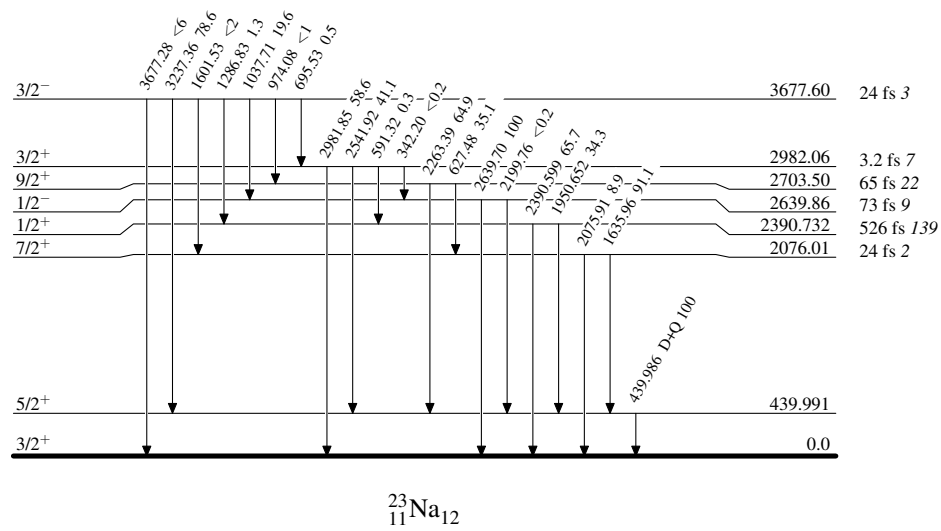 3677.28 <6
3237.36 78.6
1601.53 <2
1286.83 1.3
1037.71 19.6
974.08 <1
695.53 0.5
3/2⁻ 3677.60 24 fs 3
2981.85 58.6
2541.92 41.1
591.32 0.3
342.20 <0.2
3/2⁺ 2982.06 3.2 fs 7
2263.39 64.9
627.48 35.1
9/2⁺ 2703.50 65 fs 22
2639.70 100
2199.76 <0.2
1/2⁻ 2639.86 73 fs 9
2390.599 65.7
1950.652 34.3
1/2⁺ 2390.732 526 fs 139
2075.91 8.9
1635.96 91.1
7/2⁺ 2076.01 24 fs 2
439.986 D+Q 100
5/2⁺ 439.991
3/2⁺ 0.0
²³₁₁Na₁₂